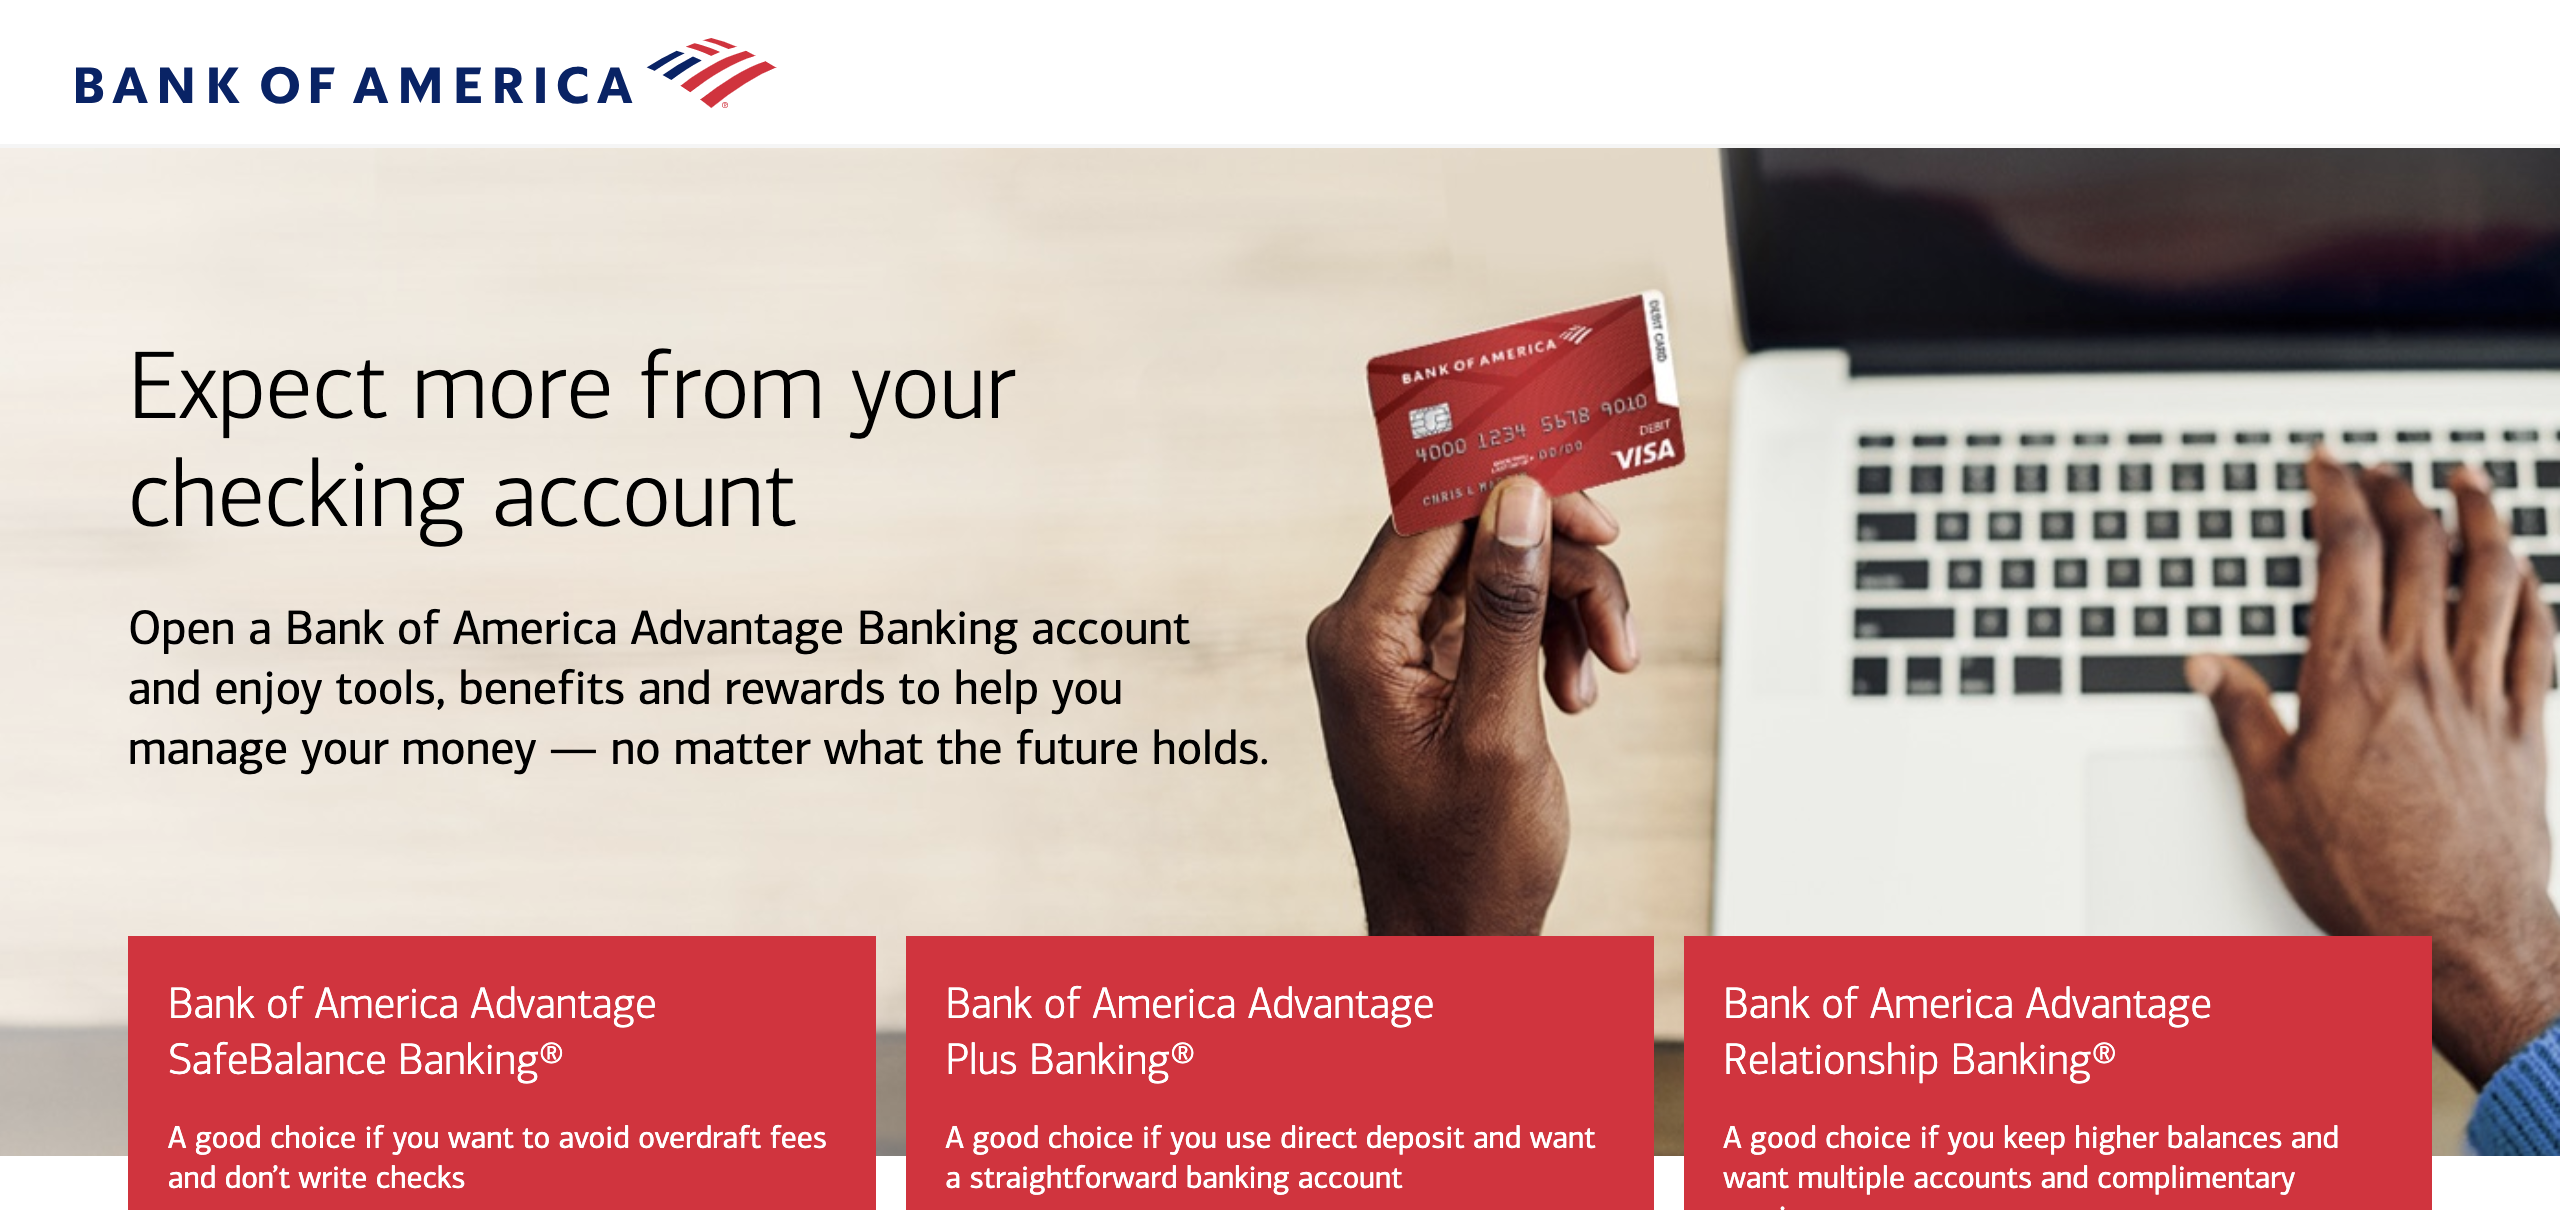 BANK OF AMERICA
Expect more from your
checking account
Open a Bank of America Advantage Banking account
and enjoy tools, benefits and rewards to help you
manage your money — no matter what the future holds.
BANK OF AMERICA
DEBIT CARD
4000 1234 5678 9010
00/00
DEBIT
VISA
CHRIS L
Bank of America Advantage
SafeBalance Banking®
A good choice if you want to avoid overdraft fees
and don’t write checks
Bank of America Advantage
Plus Banking®
A good choice if you use direct deposit and want
a straightforward banking account
Bank of America Advantage
Relationship Banking®
A good choice if you keep higher balances and
want multiple accounts and complimentary